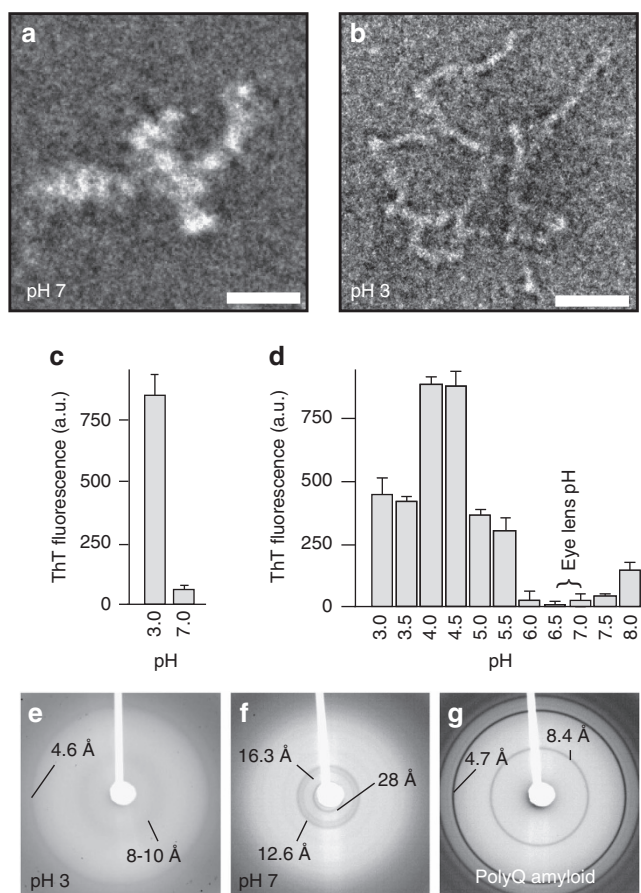 a
pH 7
b
pH 3
c
ThT fluorescence (a.u.)
750
500
250
0
3.0
7.0
pH
d
ThT fluorescence (a.u.)
750
500
250
0
Eye lens pH
3.0
3.5
4.0
4.5
5.0
5.5
6.0
6.5
7.0
7.5
8.0
pH
e
4.6 Å
8-10 Å
pH 3
f
16.3 Å
28 Å
12.6 Å
pH 7
g
8.4 Å
4.7 Å
PolyQ amyloid